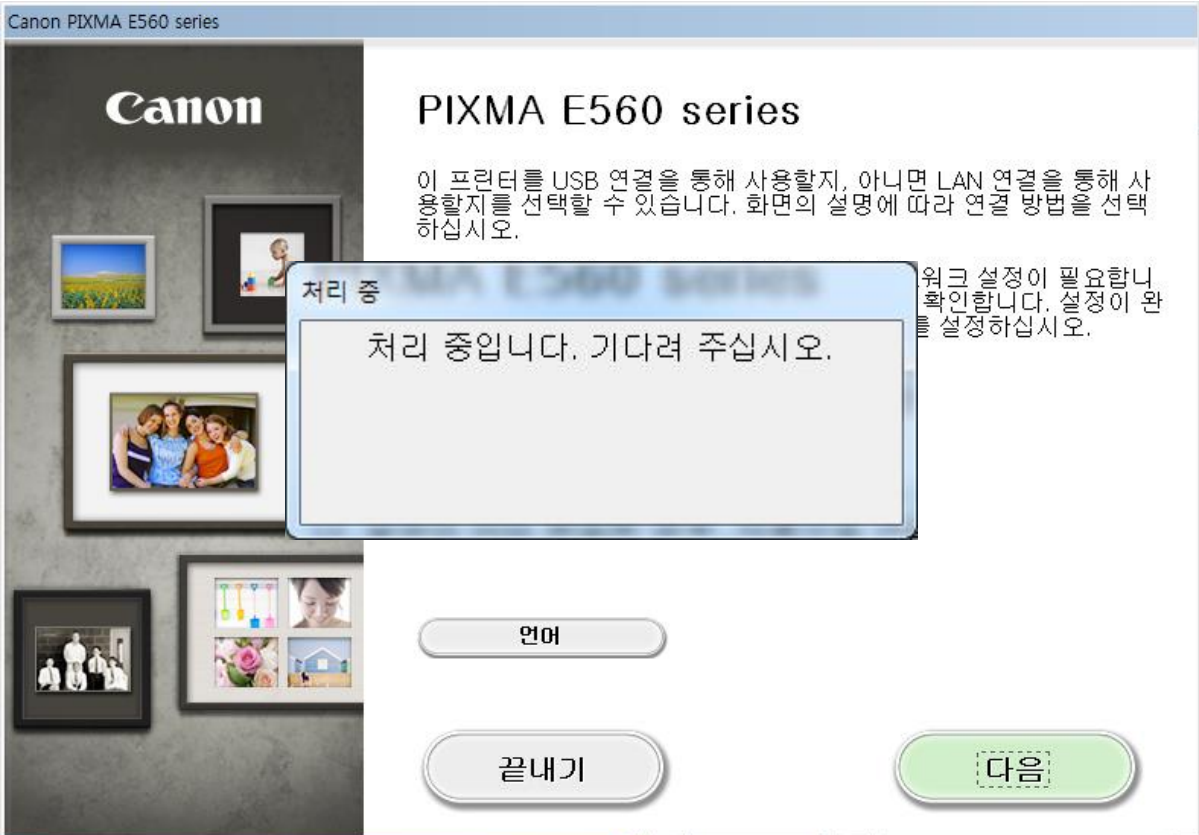 Canon PIXMA E560 series
Canon
PIXMA E560 series
이 프린터를 USB 연결을 통해 사용할지, 아니면 LAN 연결을 통해 사
용할지를 선택할 수 있습니다. 화면의 설명에 따라 연결 방법을 선택
하십시오.
워크 설정이 필요합니
확인합니다. 설정이 완
를 설정하십시오.
처리 중
처리 중입니다. 기다려 주십시오.
언어
끝내기
다음